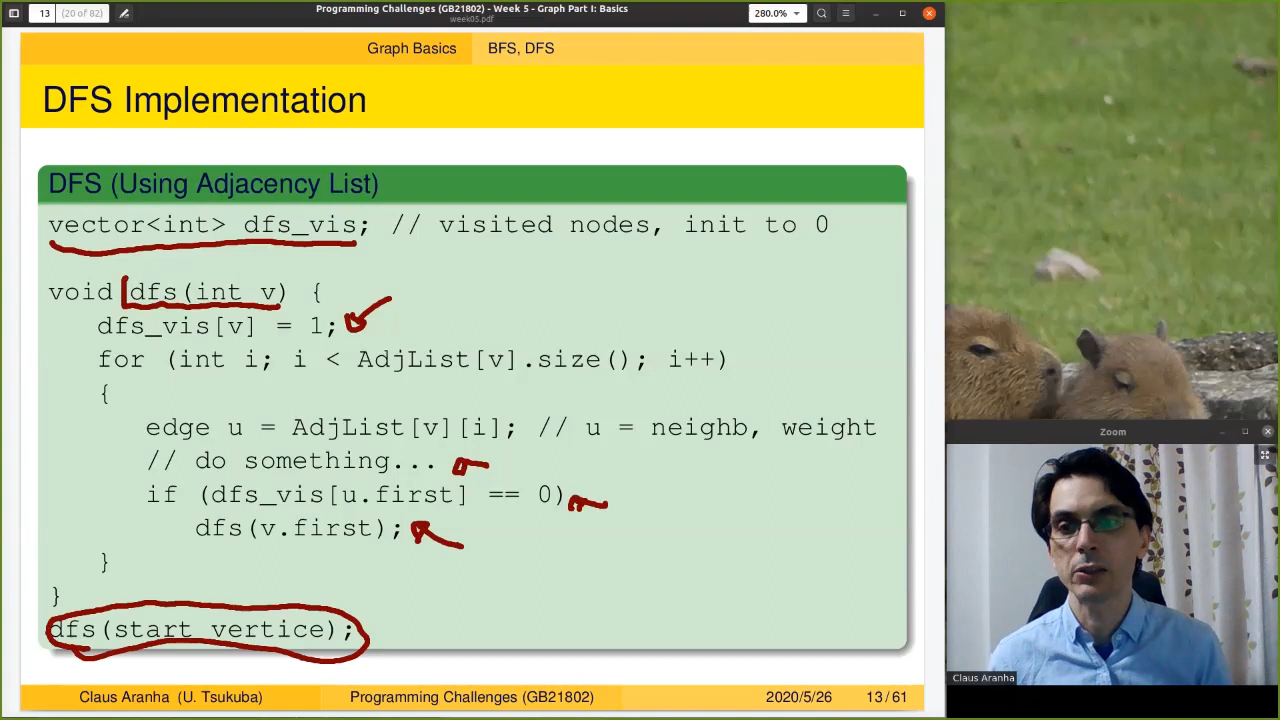 13
(20 of 82)
Programming Challenges (GB21802) - Week 5 - Graph Part I: Basics
week05.pdf
280.0%
Graph Basics
BFS, DFS
DFS Implementation
DFS (Using Adjacency List)
vector<int> dfs_vis; // visited nodes, init to 0
void dfs(int v) {
dfs_vis[v] = 1;
for (int i; i < AdjList[v].size(); i++)
{
edge u = AdjList[v][i]; // u = neighb, weight
// do something...
if (dfs_vis[u.first] == 0)
dfs(v.first);
}
}
dfs(start vertice);
Claus Aranha (U. Tsukuba)
Programming Challenges (GB21802)
2020/5/26
13 / 61
Zoom
Claus Aranha